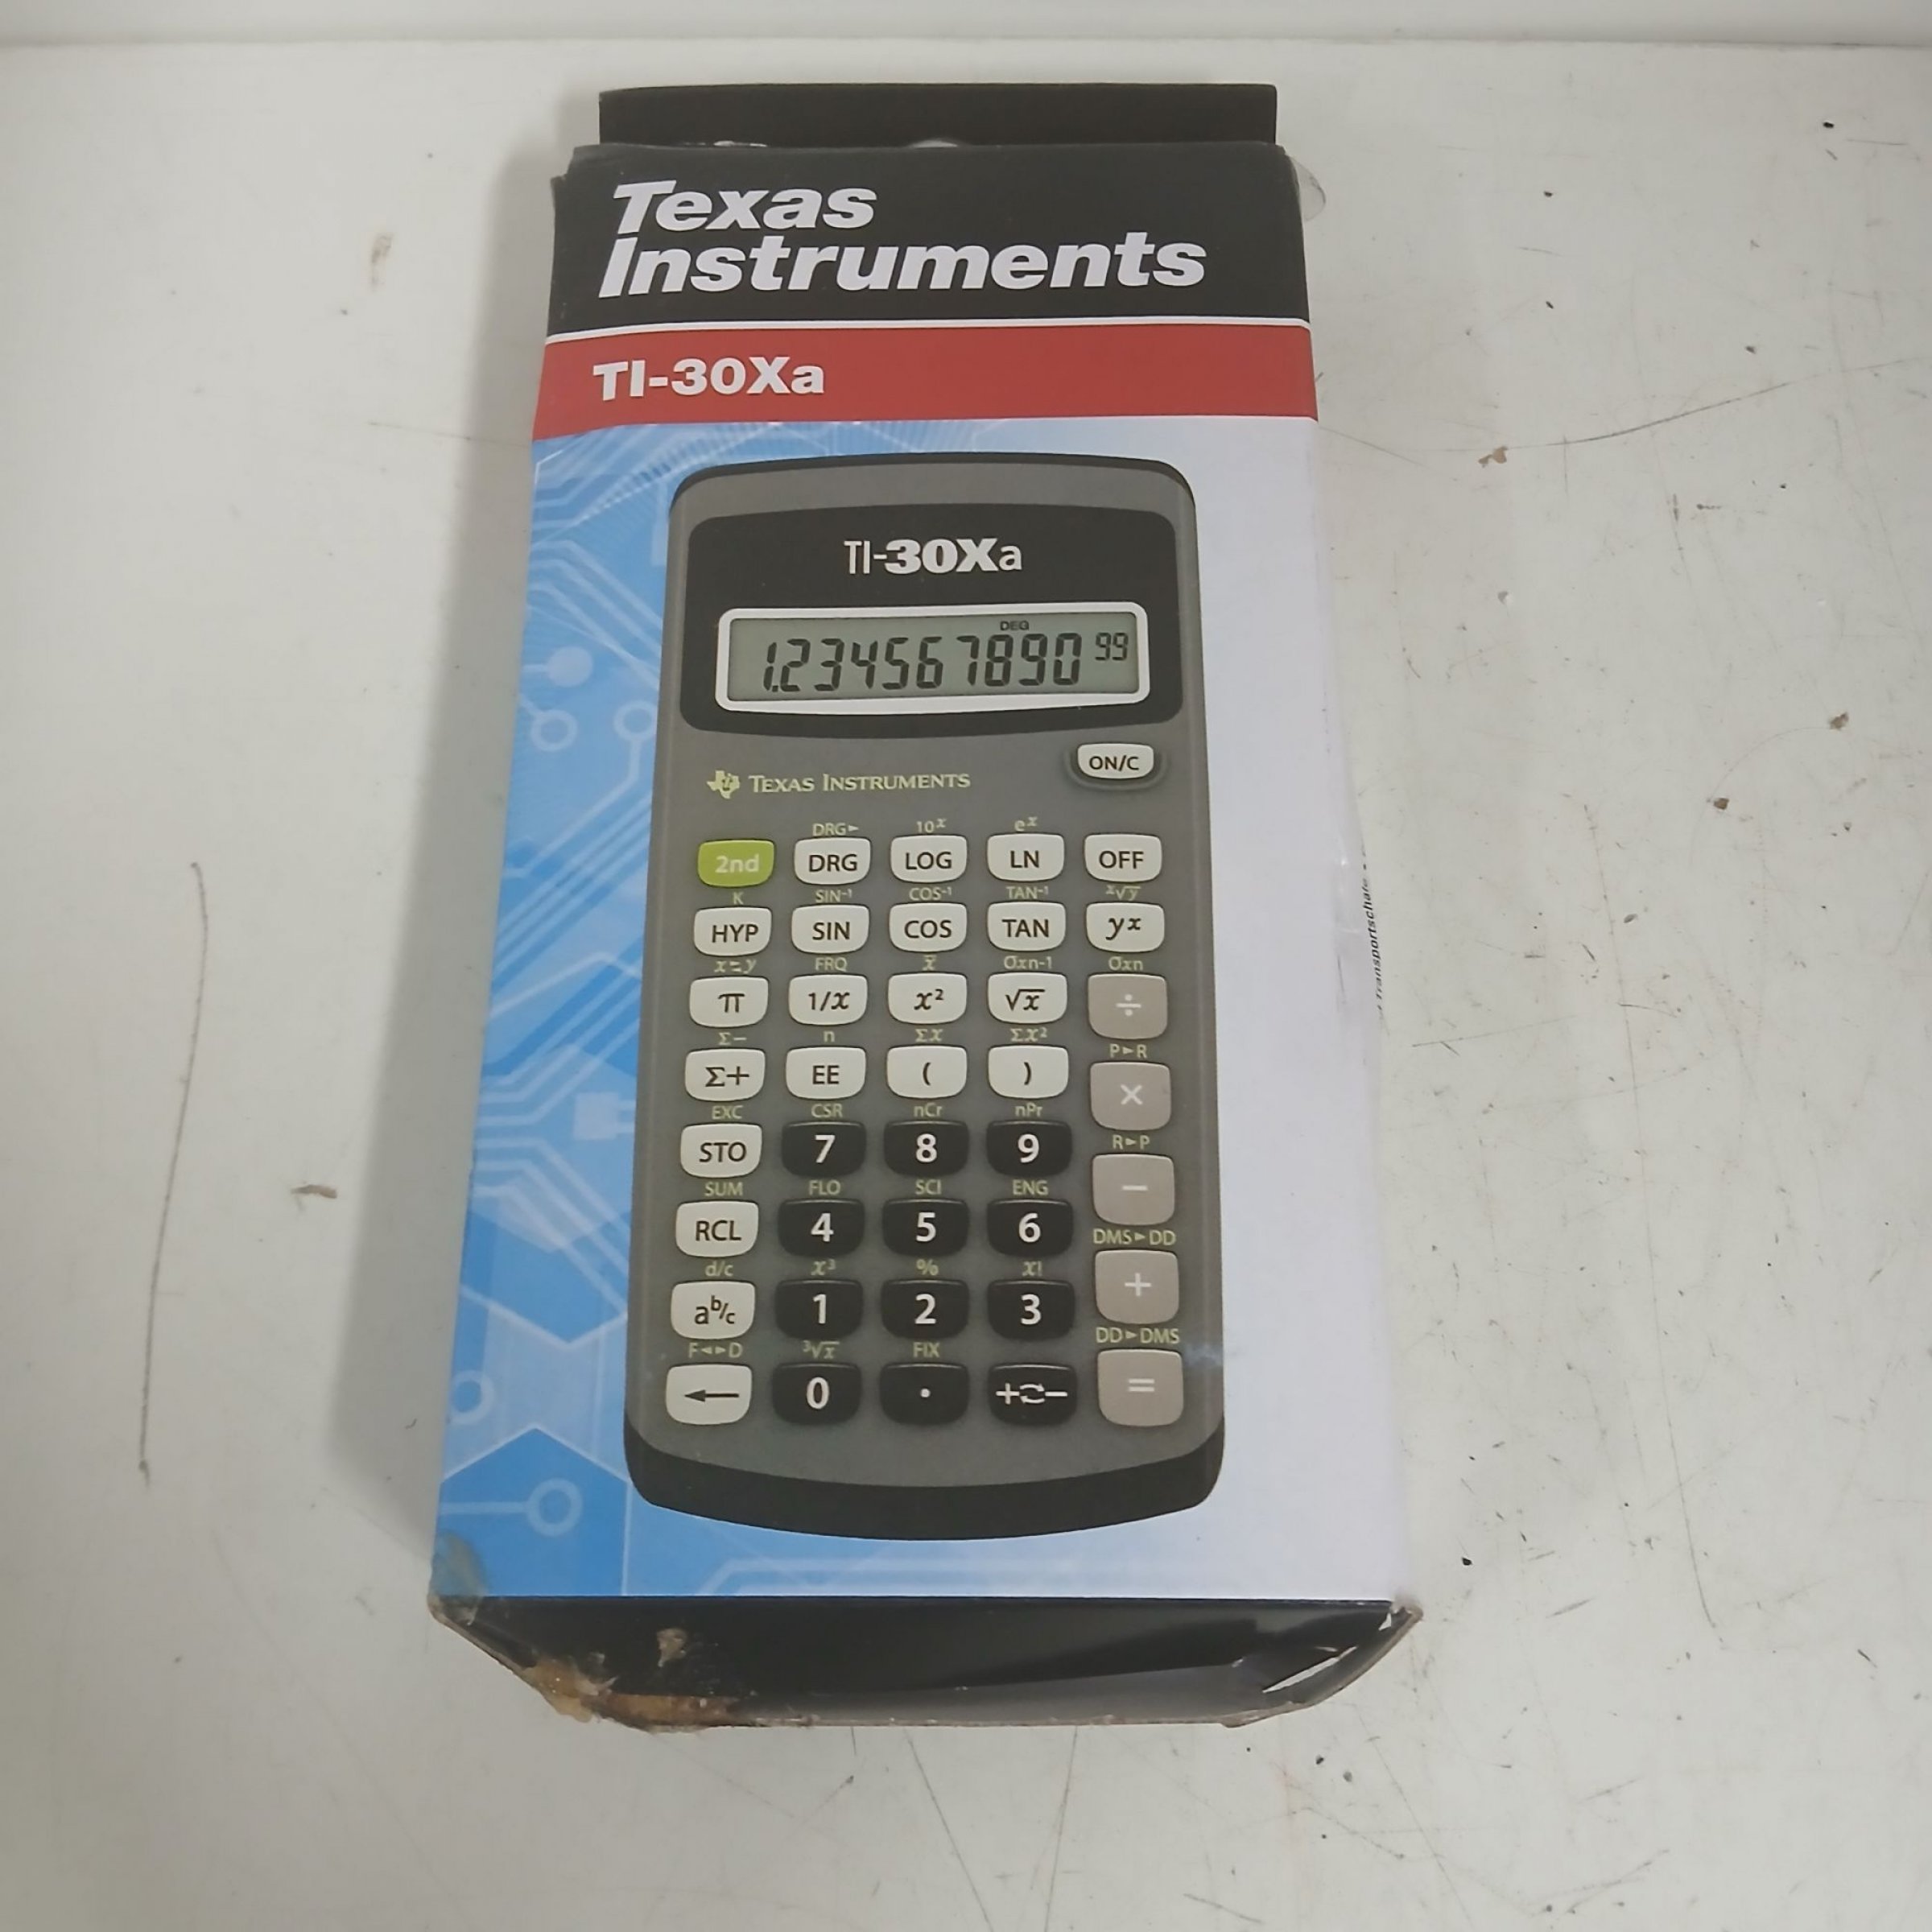 Texas
Instruments
TI-30Xa
TI-30Xa
DEG
1.234567890 99
TEXAS INSTRUMENTS
ON/C
DRG► 10ˣ eˣ
2nd DRG LOG LN OFF
K SIN⁻¹ COS⁻¹ TAN⁻¹ ˣ√y
HYP SIN COS TAN yˣ
FRQ x̅ σxn-1 σxn
π 1/x x² √x ÷
Σ− n Σx Σx² P►R
Σ+ EE ( ) ×
EXC CSR nCr nPr R►P
STO 7 8 9 −
SUM FLO SCI ENG DMS►DD
RCL 4 5 6 +
d/c x³ % x! DD►DMS
ab/c 1 2 3 =
F◄►D ³√x FIX
← 0 . +⇄−
Transportschale